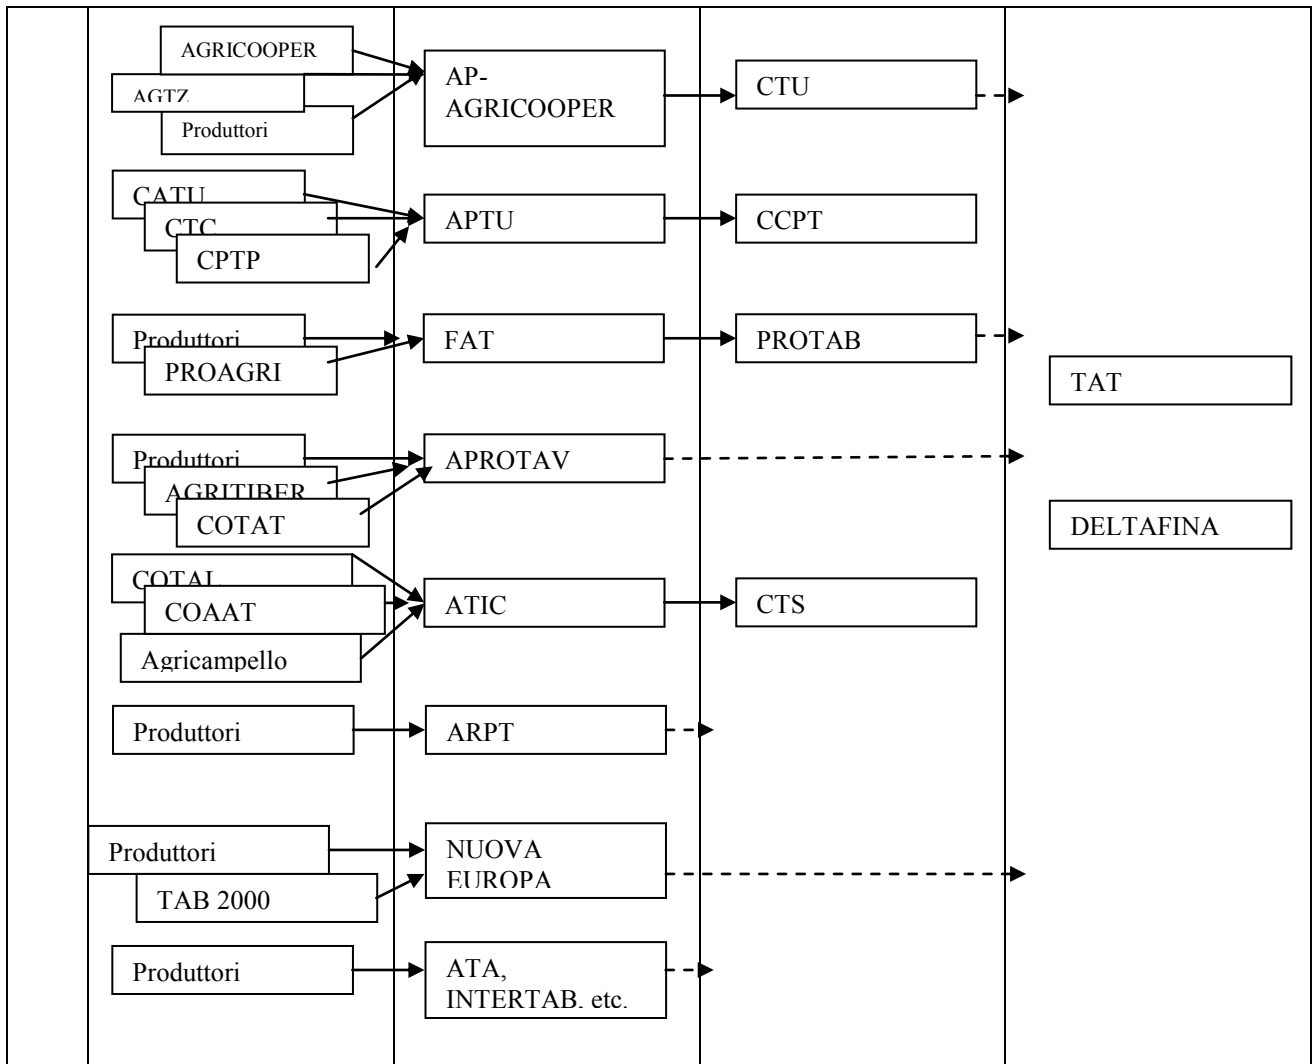 AGRICOOPER
AGTZ
Produttori
AP-
AGRICOOPER
CTU
CATU
CTC
CPTP
APTU
CCPT
Produttori
PROAGRI
FAT
PROTAB
TAT
Produttori
AGRITIBER
COTAT
APROTAV
DELTAFINA
COTAL
COAAT
Agricampello
ATIC
CTS
Produttori
ARPT
Produttori
TAB 2000
NUOVA
EUROPA
Produttori
ATA,
INTERTAB. etc.